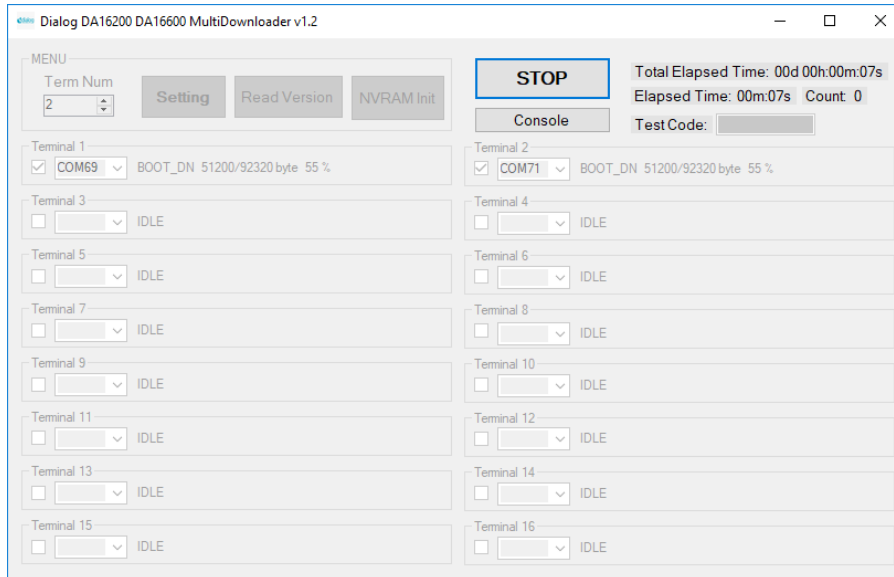 Dialog DA16200 DA16600 MultiDownloader v1.2
MENU
Term Num
2
Setting
Read Version
NVRAM Init
STOP
Console
Total Elapsed Time: 00d 00h:00m:07s
Elapsed Time: 00m:07s Count: 0
Test Code:
Terminal 1
COM69 BOOT_DN 51200/92320 byte 55 %
Terminal 2
COM71 BOOT_DN 51200/92320 byte 55 %
Terminal 3
IDLE
Terminal 4
IDLE
Terminal 5
IDLE
Terminal 6
IDLE
Terminal 7
IDLE
Terminal 8
IDLE
Terminal 9
IDLE
Terminal 10
IDLE
Terminal 11
IDLE
Terminal 12
IDLE
Terminal 13
IDLE
Terminal 14
IDLE
Terminal 15
IDLE
Terminal 16
IDLE